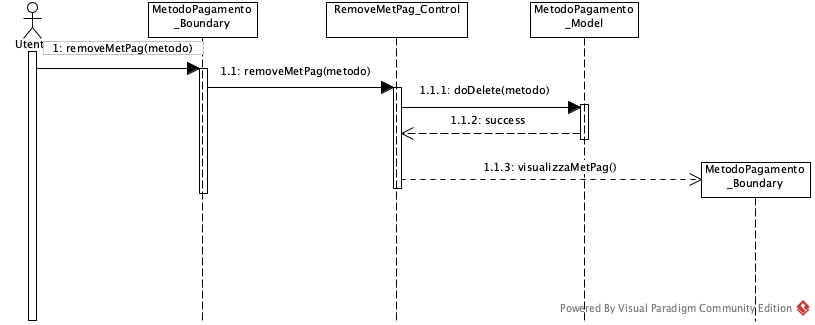 MetodoPagamento
_Boundary
RemoveMetPag_Control
MetodoPagamento
_Model
Utent
1: removeMetPag(metodo)
1.1: removeMetPag(metodo)
1.1.1: doDelete(metodo)
1.1.2: success
1.1.3: visualizzaMetPag()
MetodoPagamento
_Boundary
Powered By Visual Paradigm Community Edition